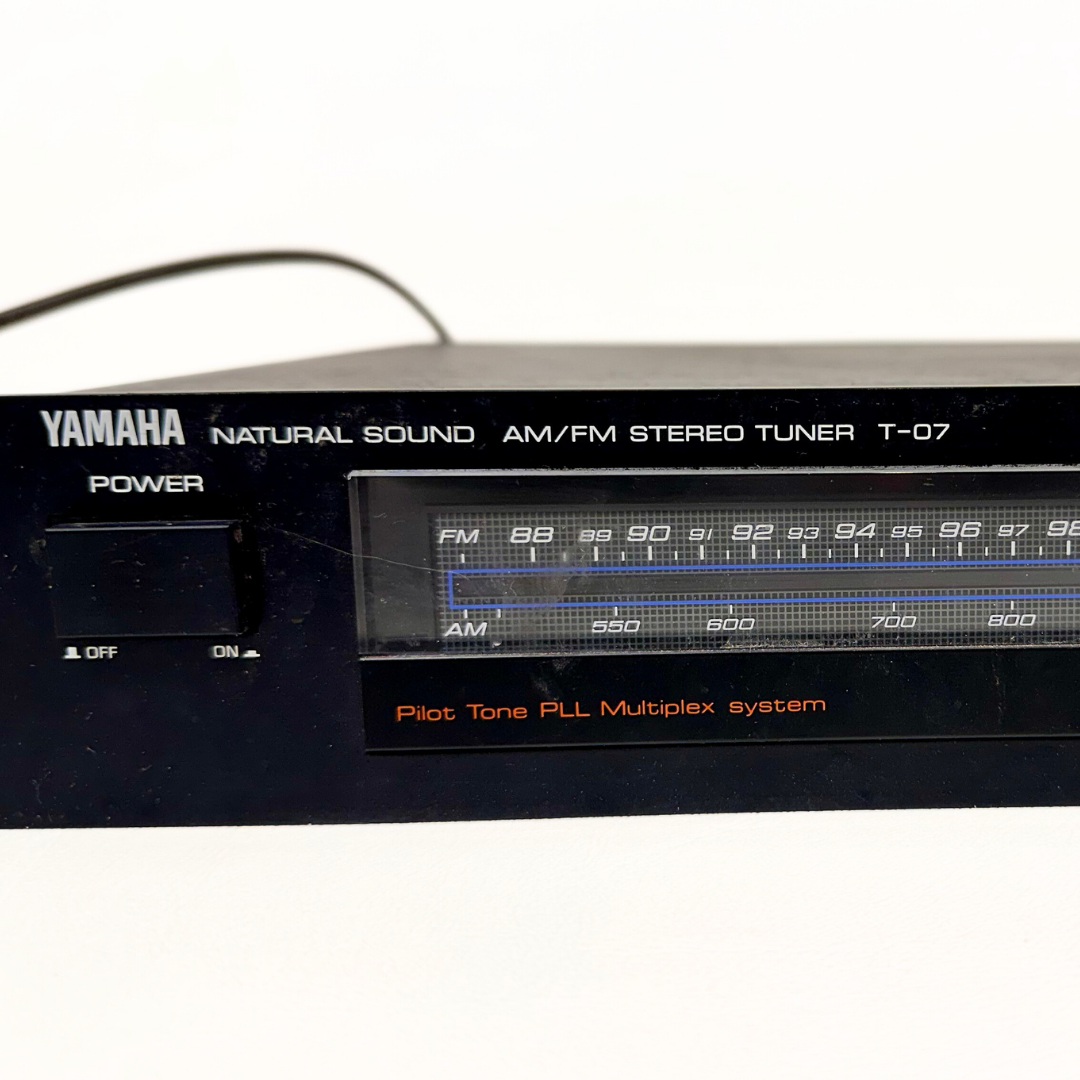 YAMAHA NATURAL SOUND AM/FM STEREO TUNER T-07
POWER
OFF ON
FM 88 89 90 91 92 93 94 95 96 97 98
AM 550 600 700 800
Pilot Tone PLL Multiplex system